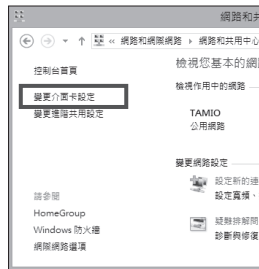 網路和共
« 網路和網際網路 ▸ 網路和共用中心
控制台首頁
變更介面卡設定
變更進階共用設定
檢視您基本的網
檢視作用中的網路
TAMIO
公用網路
變更網路設定
設定新的連
設定寬頻、
疑難排解問
診斷與修復
請參閱
HomeGroup
Windows 防火牆
網際網路選項